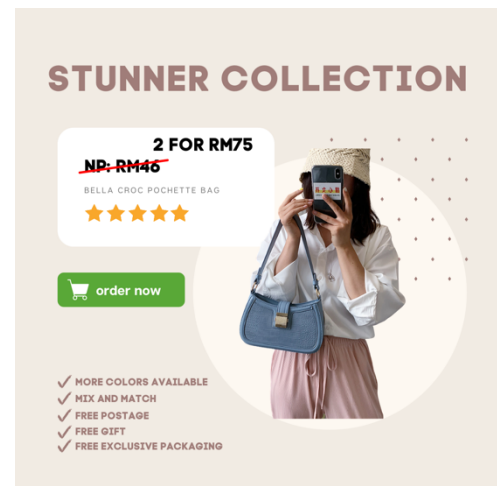 STUNNER COLLECTION
2 FOR RM75
NP: RM46
BELLA CROC POCHETTE BAG
order now
MORE COLORS AVAILABLE
MIX AND MATCH
FREE POSTAGE
FREE GIFT
FREE EXCLUSIVE PACKAGING